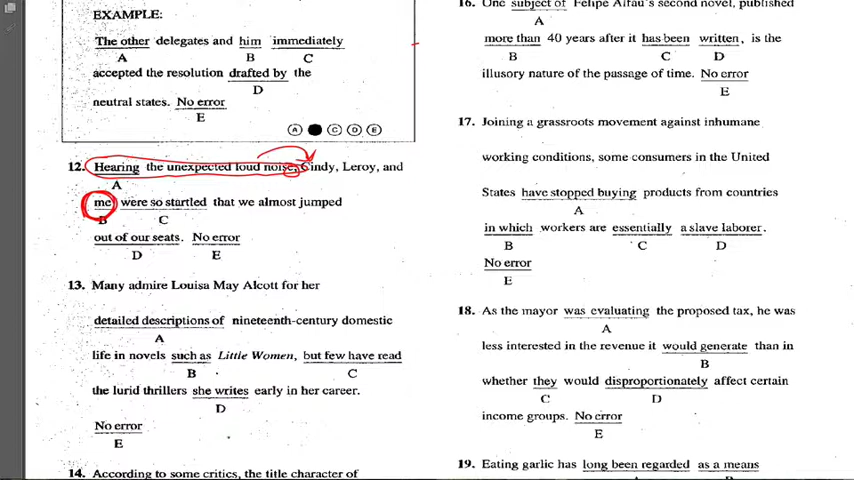 EXAMPLE:
The other delegates and him immediately
A B C
accepted the resolution drafted by the
D
neutral states. No error
E
A C D E
12. Hearing the unexpected loud noise, Cindy, Leroy, and
A
me were so startled that we almost jumped
B C
out of our seats. No error
D E
13. Many admire Louisa May Alcott for her
detailed descriptions of nineteenth-century domestic
A
life in novels such as Little Women, but few have read
B C
the lurid thrillers she writes early in her career.
D
No error
E
14. According to some critics, the title character of
16. One subject of Felipe Alfau's second novel, published
A
more than 40 years after it has been written, is the
B C D
illusory nature of the passage of time. No error
E
17. Joining a grassroots movement against inhumane
working conditions, some consumers in the United
States have stopped buying products from countries
A
in which workers are essentially a slave laborer.
B C D
No error
E
18. As the mayor was evaluating the proposed tax, he was
A
less interested in the revenue it would generate than in
B
whether they would disproportionately affect certain
C D
income groups. No error
E
19. Eating garlic has long been regarded as a means